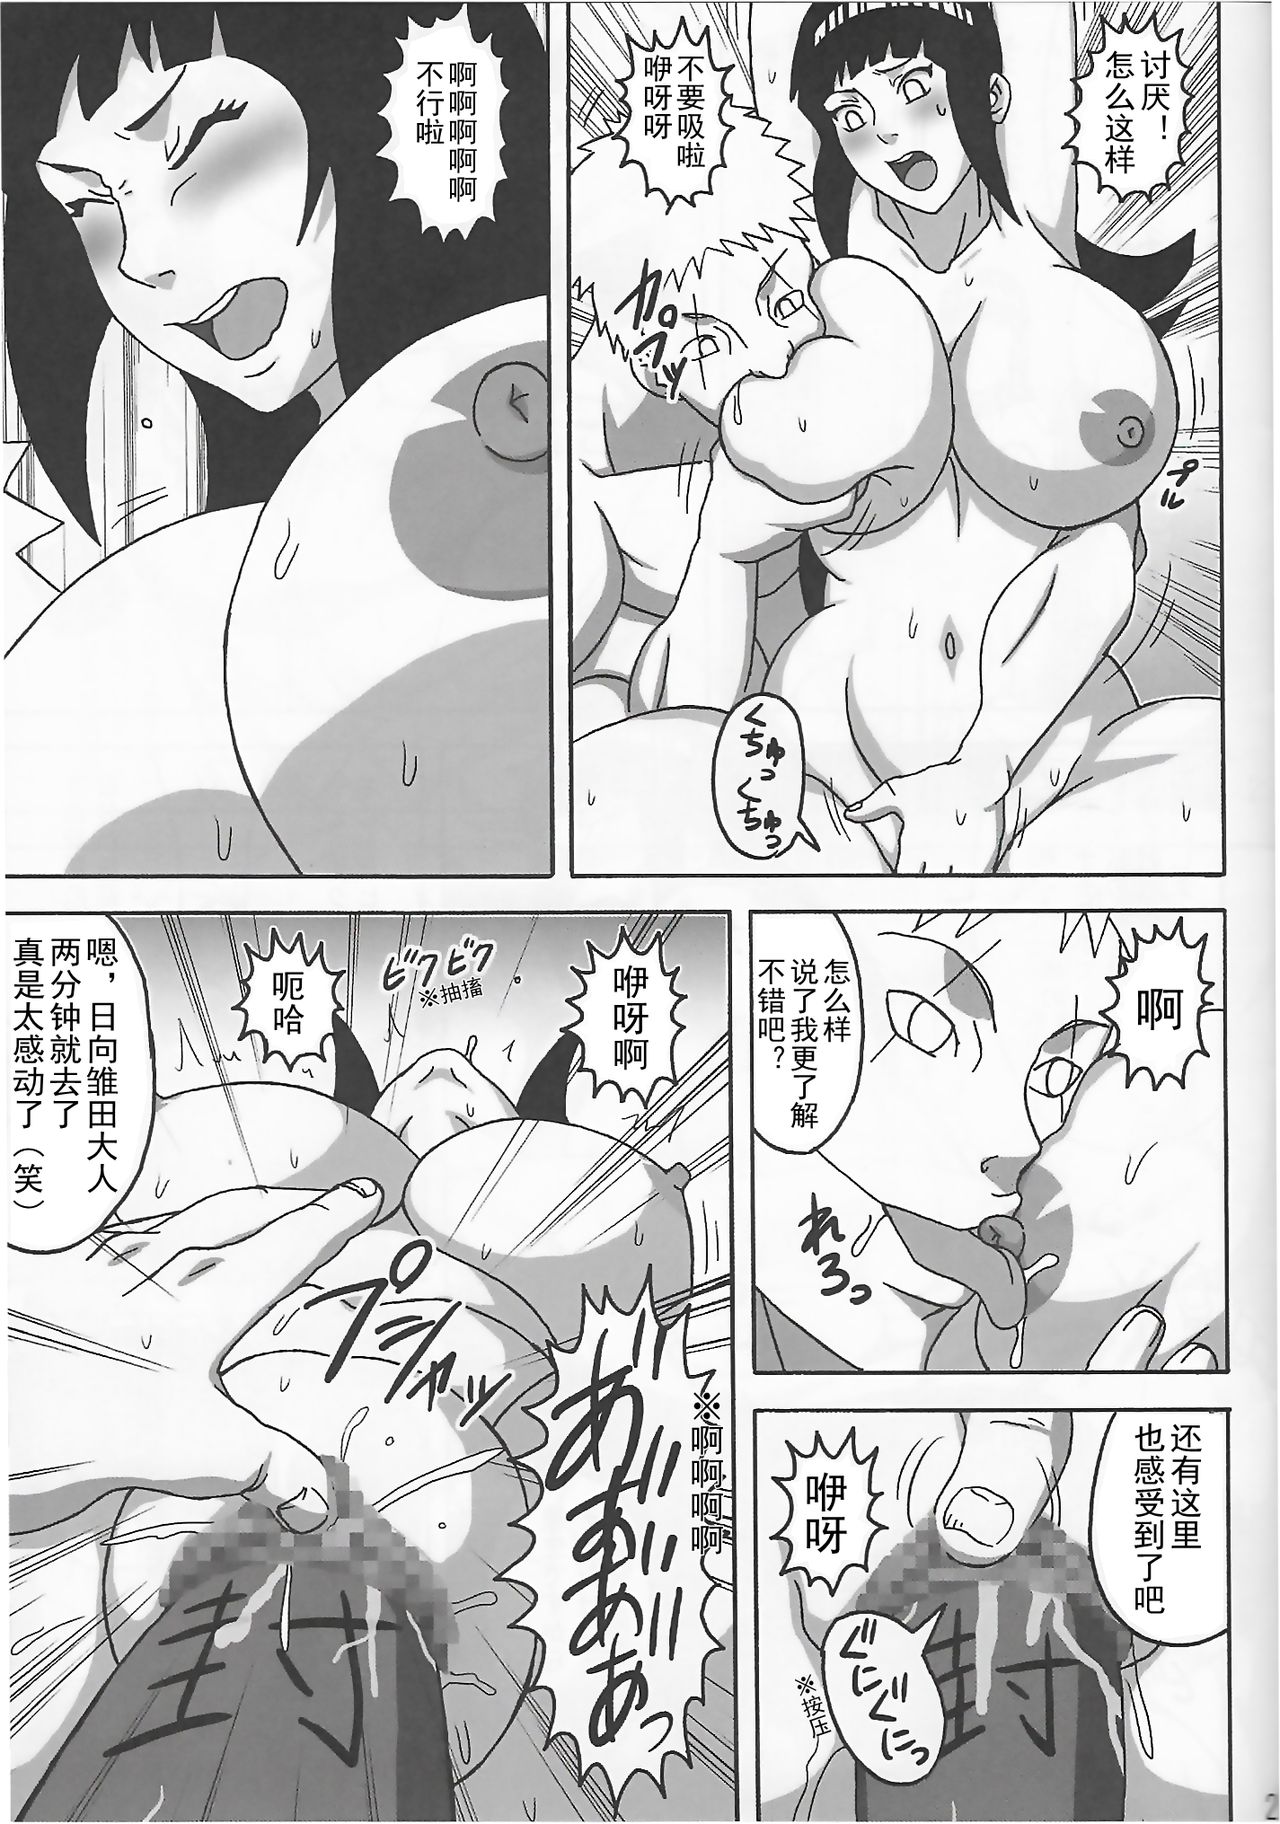 讨厌！
怎么这样
不要吸啦
咿呀呀
カプ
ペッ
プル
くちゅっ
くちゅっ
啊啊啊啊啊
不行啦
啊
怎么样
说了我更了解
不错吧？
れろっ
还有这里
也感受到了吧
咿呀
ぐにぐにっ
※按压
封
咿呀啊
ビクビク
※抽搐
呃哈
嗯，日向雏田大人
两分钟就去了
真是太感动了（笑）
プシャッ
※啊啊啊啊
封
2